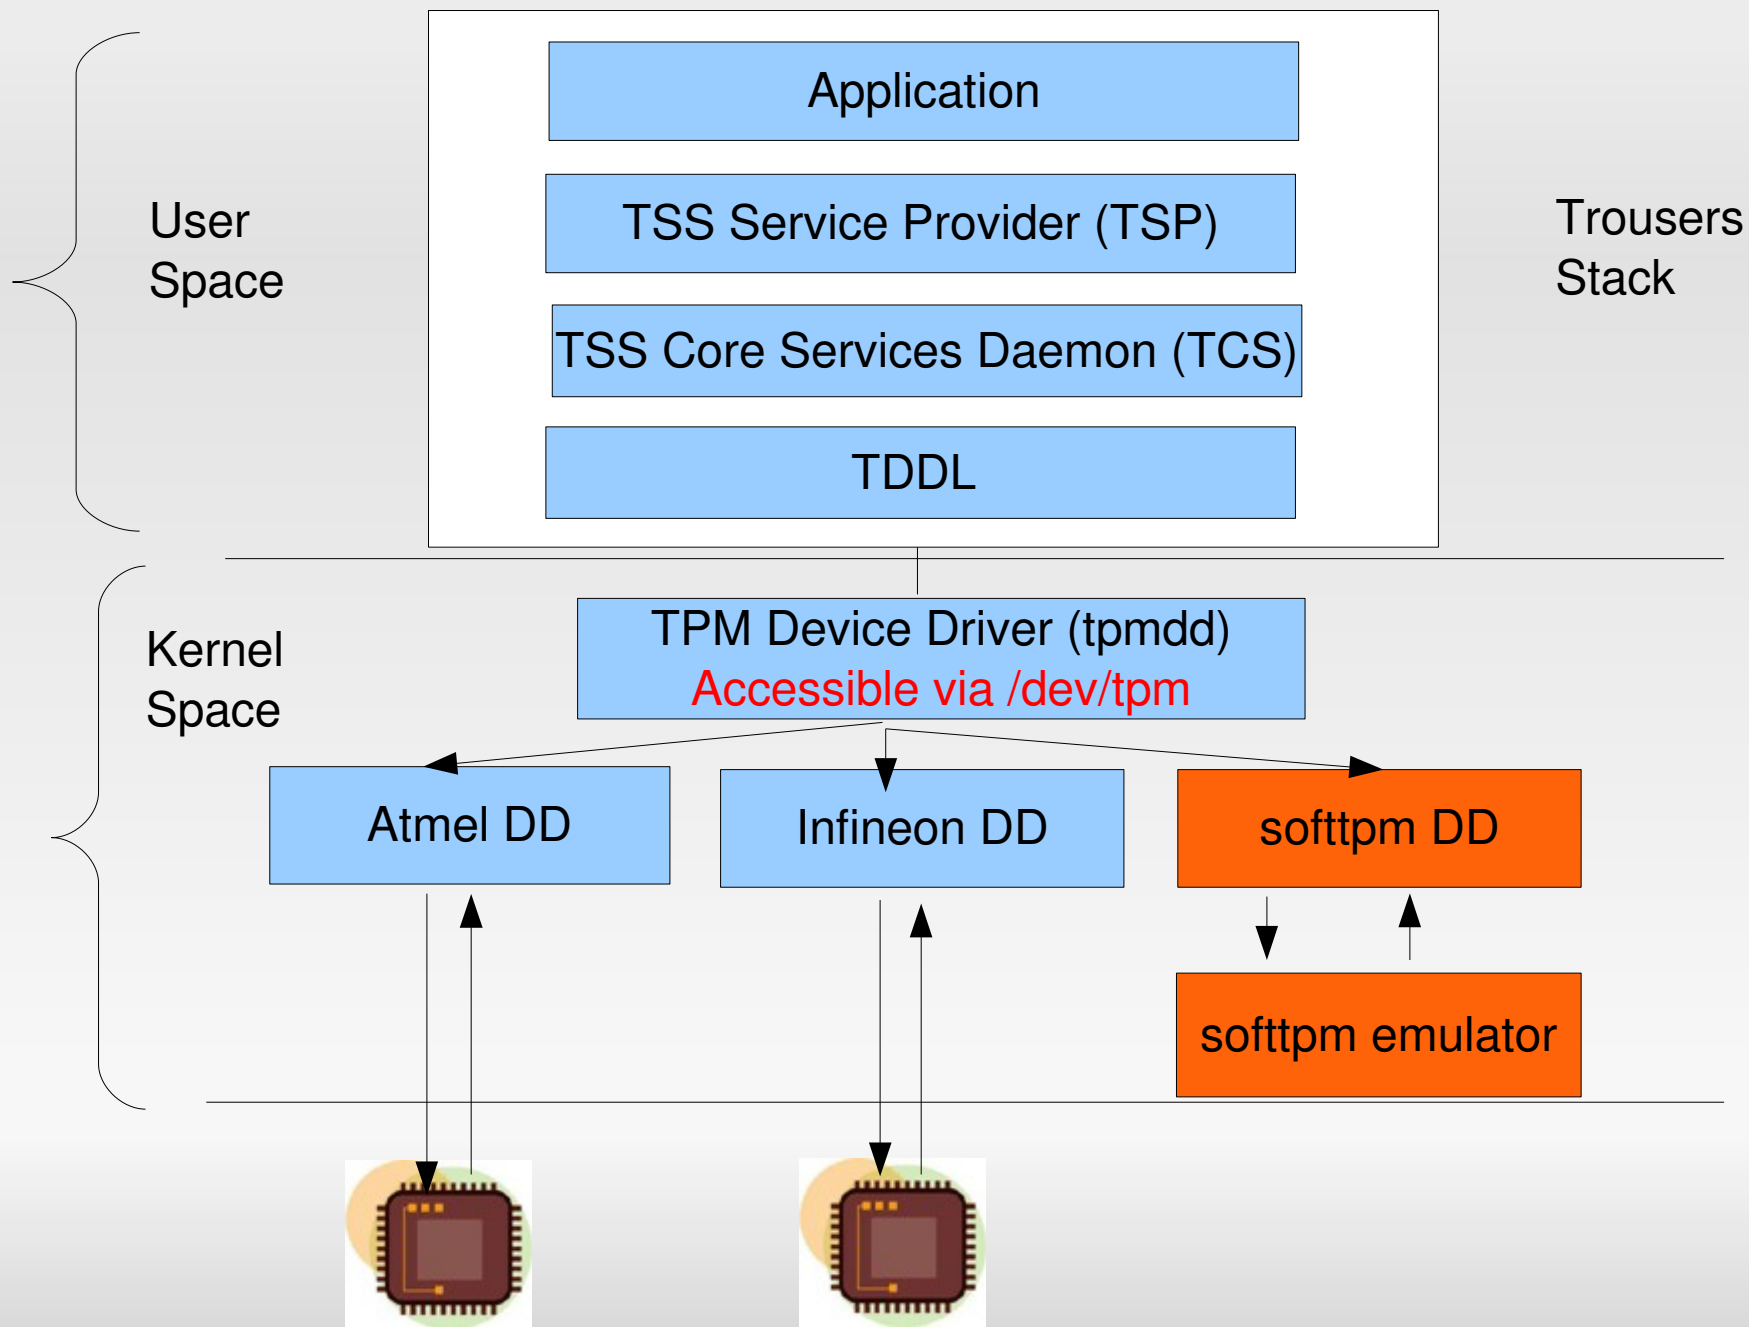 Application
User
Space
TSS Service Provider (TSP)
Trousers
Stack
TSS Core Services Daemon (TCS)
TDDL
Kernel
Space
TPM Device Driver (tpmdd)
Accessible via /dev/tpm
Atmel DD
Infineon DD
softtpm DD
softtpm emulator